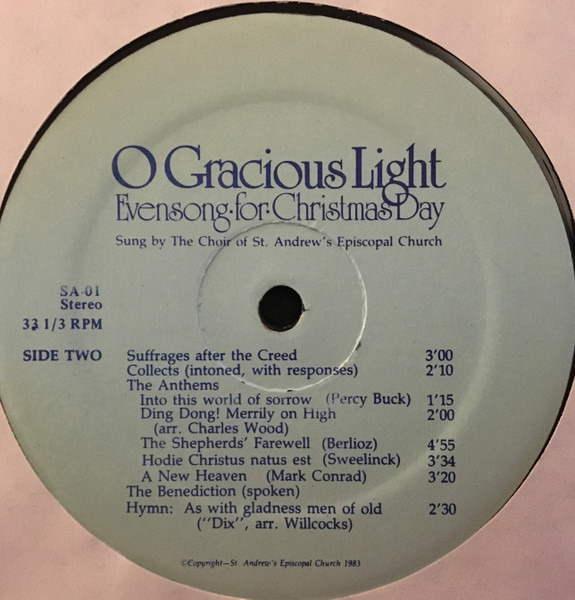 O Gracious Light
Evensong·for·Christmas Day
Sung by The Choir of St. Andrew's Episcopal Church
SA-01
Stereo
33 1/3 RPM
SIDE TWO
Suffrages after the Creed 3'00
Collects (intoned, with responses) 2'10
The Anthems
Into this world of sorrow (Percy Buck) 1'15
Ding Dong! Merrily on High 2'00
(arr. Charles Wood)
The Shepherds' Farewell (Berlioz) 4'55
Hodie Christus natus est (Sweelinck) 3'34
A New Heaven (Mark Conrad) 3'20
The Benediction (spoken)
Hymn: As with gladness men of old 2'30
("Dix", arr. Willcocks)
©Copyright—St Andrew's Episcopal Church 1983